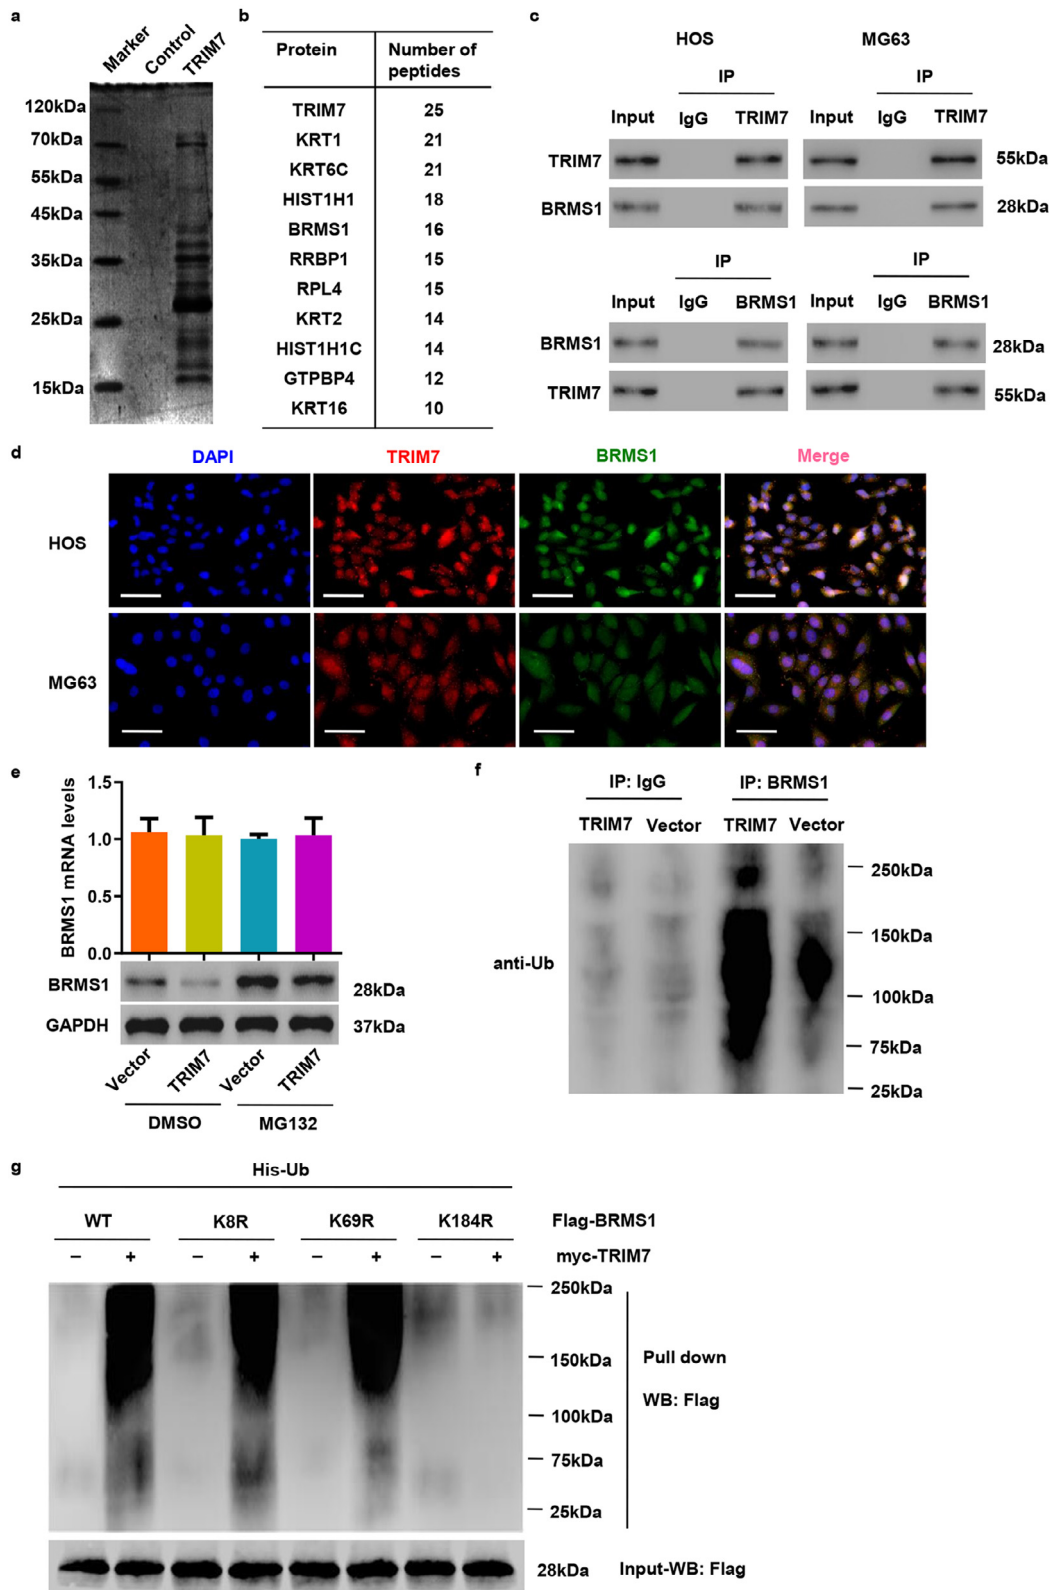 a
Marker
Control
TRIM7
120kDa
70kDa
55kDa
45kDa
35kDa
25kDa
15kDa
b
Protein Number of
peptides
TRIM7 25
KRT1 21
KRT6C 21
HIST1H1 18
BRMS1 16
RRBP1 15
RPL4 15
KRT2 14
HIST1H1C 14
GTPBP4 12
KRT16 10
c
HOS MG63
IP IP
Input IgG TRIM7 Input IgG TRIM7
TRIM7 55kDa
BRMS1 28kDa
IP IP
Input IgG BRMS1 Input IgG BRMS1
BRMS1 28kDa
TRIM7 55kDa
d
DAPI TRIM7 BRMS1 Merge
HOS
MG63
e
BRMS1 mRNA levels
1.5
1.0
0.5
0.0
BRMS1 28kDa
GAPDH 37kDa
Vector TRIM7 Vector TRIM7
DMSO MG132
f
IP: IgG IP: BRMS1
TRIM7 Vector TRIM7 Vector
250kDa
150kDa
anti-Ub
100kDa
75kDa
25kDa
g
His-Ub
WT K8R K69R K184R Flag-BRMS1
– + – + – + – + myc-TRIM7
250kDa
150kDa
Pull down
WB: Flag
100kDa
75kDa
25kDa
28kDa Input-WB: Flag